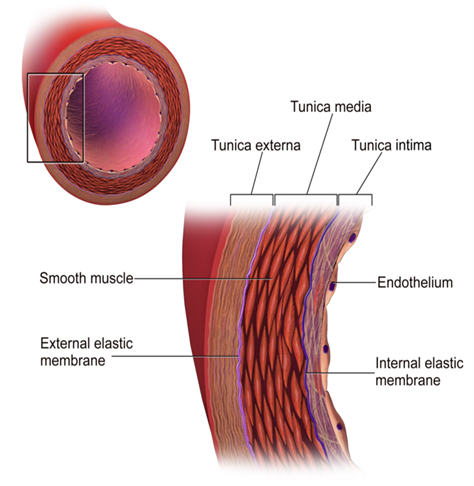 Tunica media
Tunica externa
Tunica intima
Smooth muscle
Endothelium
External elastic
membrane
Internal elastic
membrane